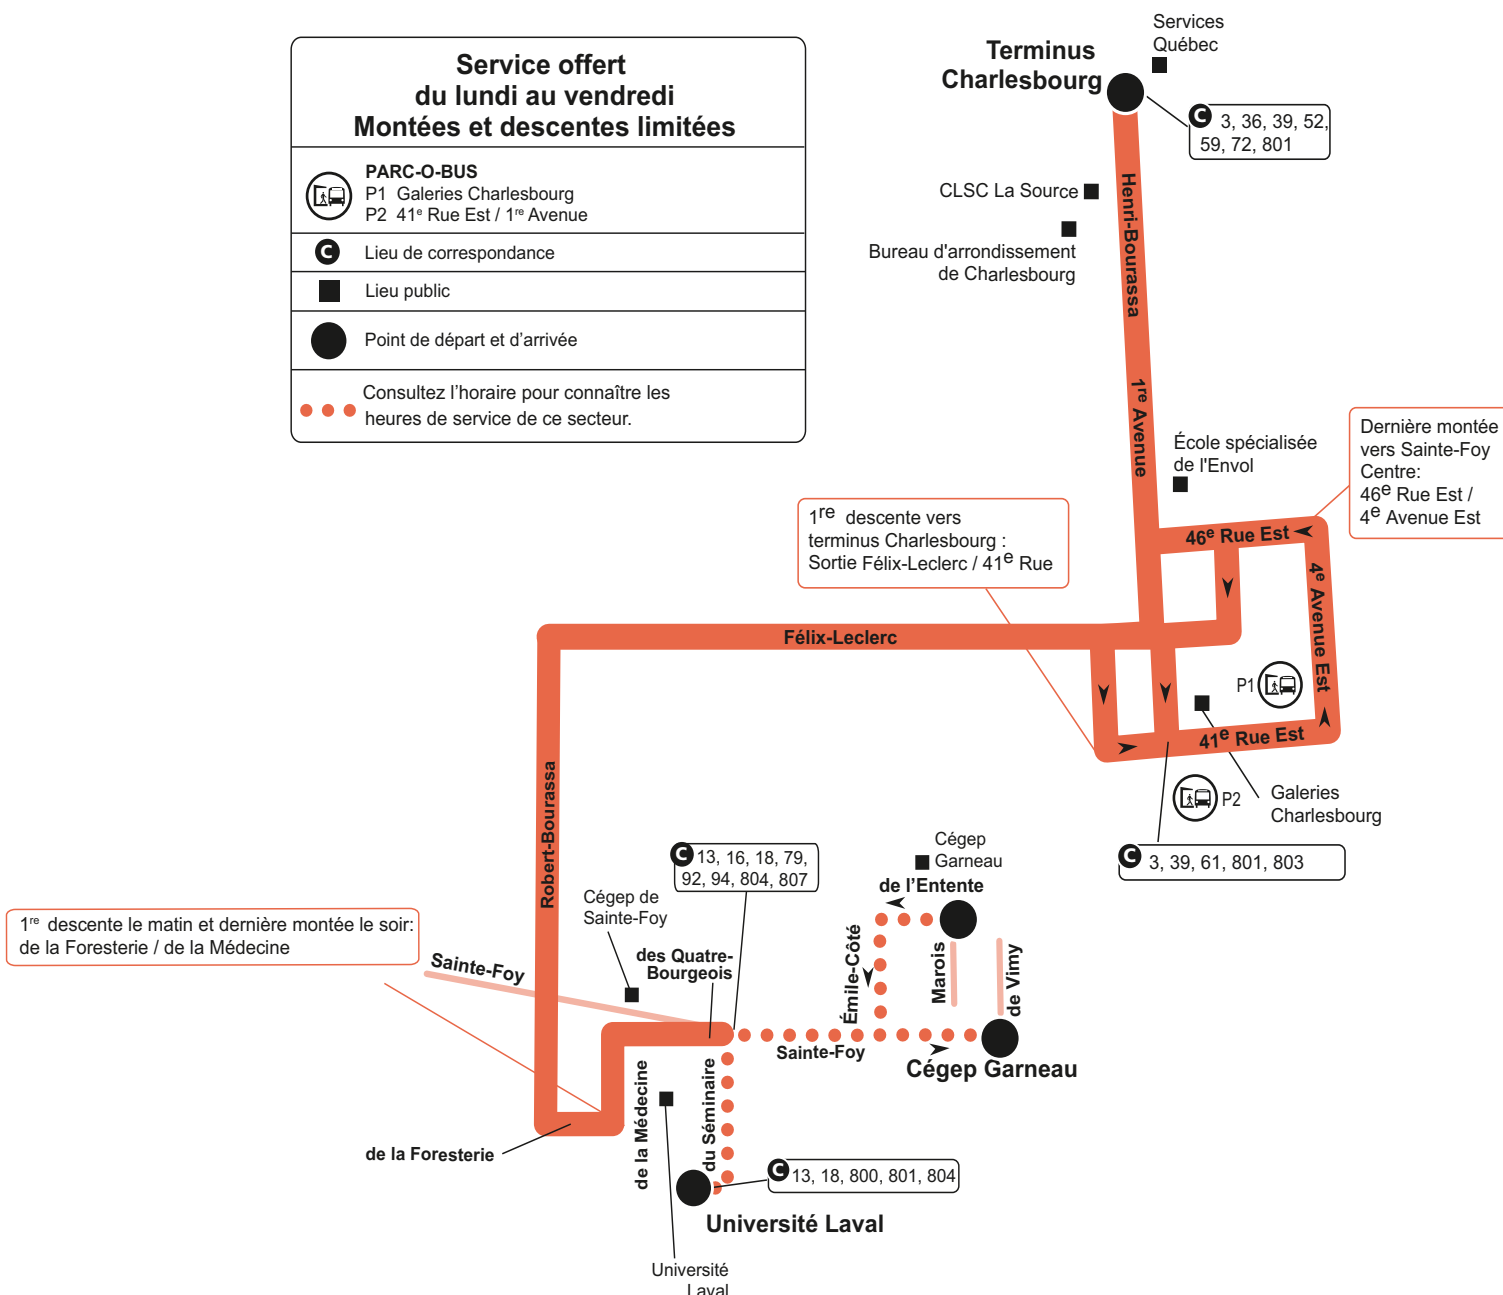 Service offert
du lundi au vendredi
Montées et descentes limitées
PARC-O-BUS
P1 Galeries Charlesbourg
P2 41e Rue Est / 1re Avenue
C
Lieu de correspondance
Lieu public
Point de départ et d'arrivée
Consultez l'horaire pour connaître les
heures de service de ce secteur.
Services
Québec
Terminus
Charlesbourg
C 3, 36, 39, 52,
59, 72, 801
CLSC La Source
Bureau d'arrondissement
de Charlesbourg
Henri-Bourassa
1re Avenue
École spécialisée
de l'Envol
Dernière montée
vers Sainte-Foy
Centre:
46e Rue Est /
4e Avenue Est
1re descente vers
terminus Charlesbourg :
Sortie Félix-Leclerc / 41e Rue
46e Rue Est
4e Avenue Est
Félix-Leclerc
P1
41e Rue Est
P2
Galeries
Charlesbourg
C 3, 39, 61, 801, 803
Robert-Bourassa
C 13, 16, 18, 79,
92, 94, 804, 807
Cégep
Garneau
de l'Entente
Cégep de
Sainte-Foy
1re descente le matin et dernière montée le soir:
de la Foresterie / de la Médecine
Sainte-Foy
des Quatre-
Bourgeois
Émile-Côté
Marois
de Vimy
Sainte-Foy
Cégep Garneau
de la Médecine
du Séminaire
de la Foresterie
C 13, 18, 800, 801, 804
Université Laval
Université
Laval